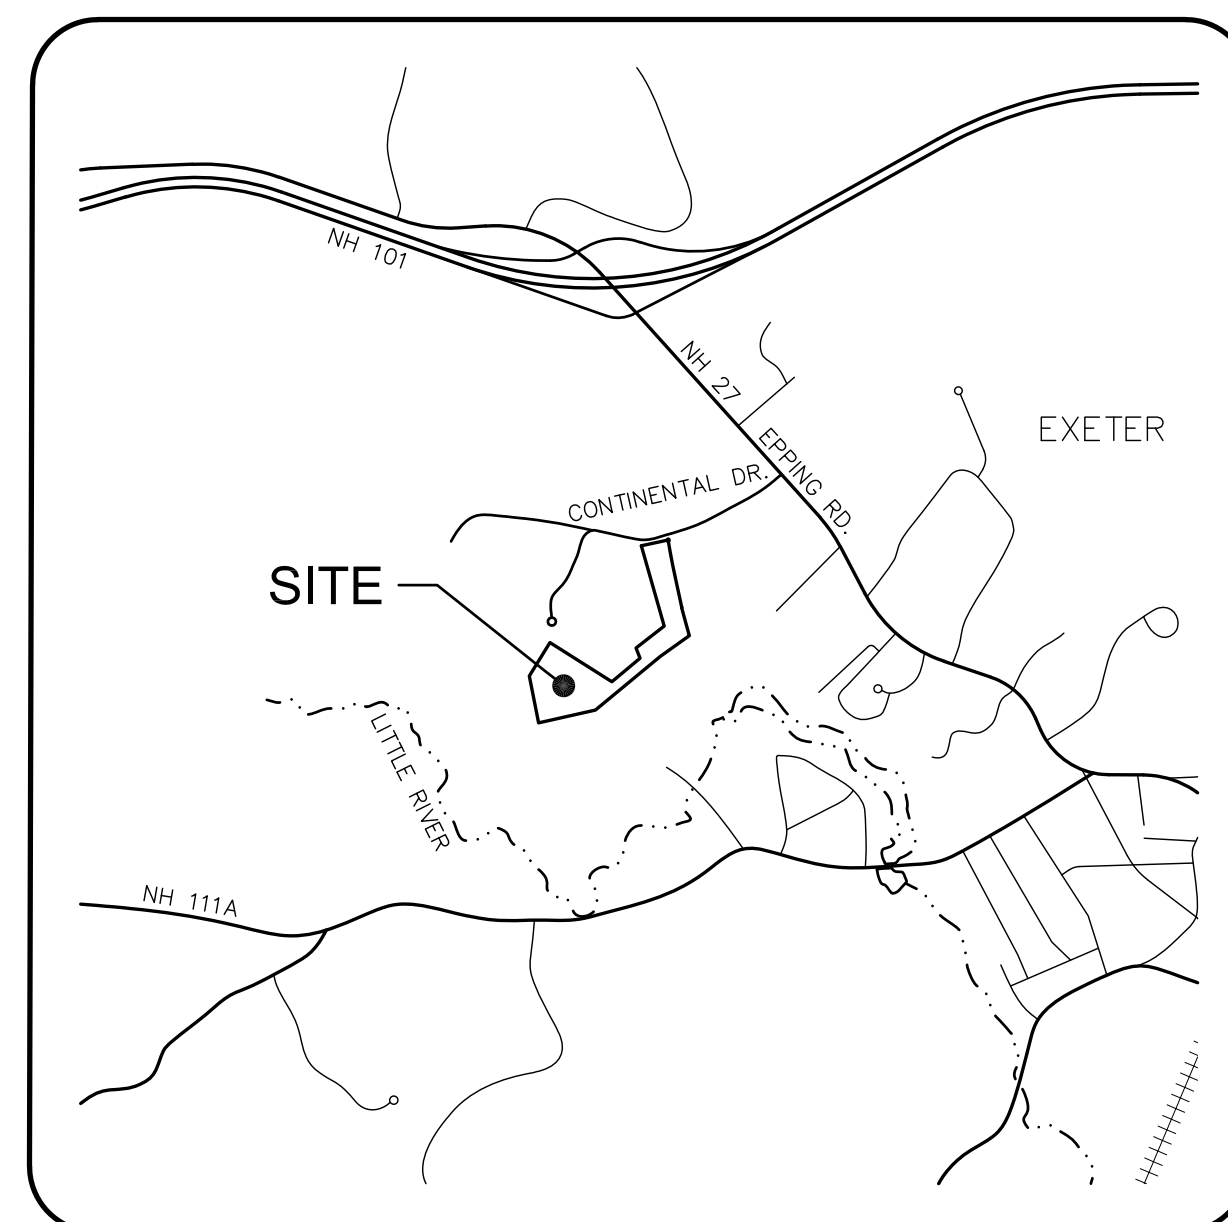 NH 101
NH 27
EPPING RD.
EXETER
CONTINENTAL DR.
SITE
LITTLE RIVER
NH 111A